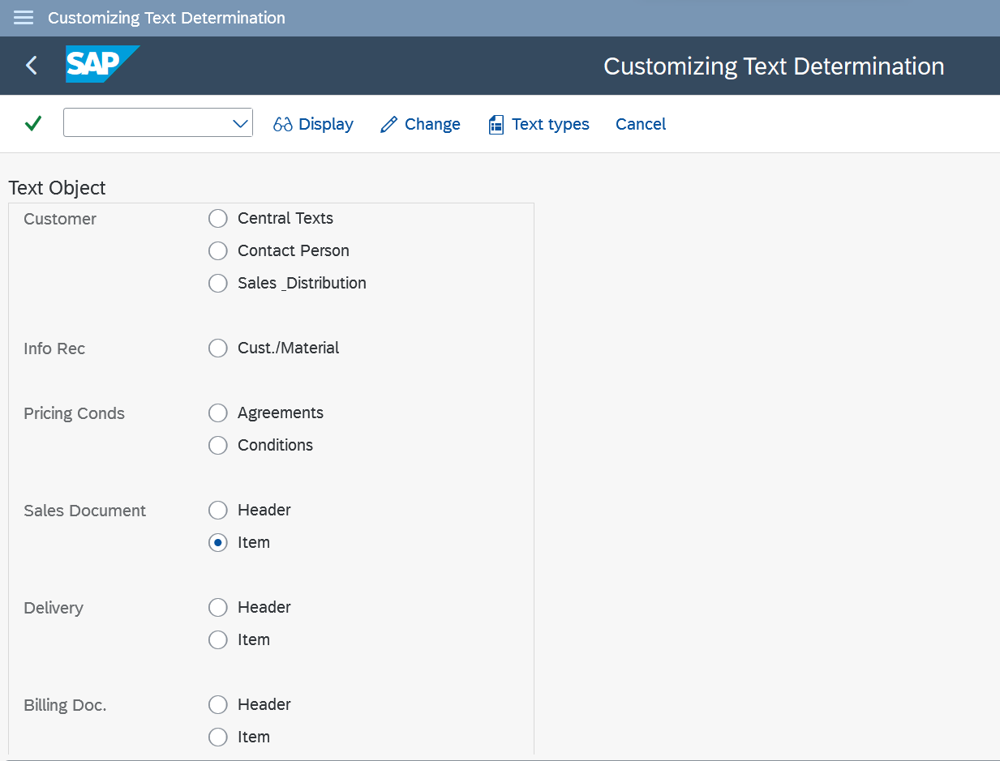 Customizing Text Determination
SAP
Customizing Text Determination
Display Change Text types Cancel
Text Object
Customer Central Texts
Contact Person
Sales _Distribution
Info Rec Cust./Material
Pricing Conds Agreements
Conditions
Sales Document Header
Item
Delivery Header
Item
Billing Doc. Header
Item